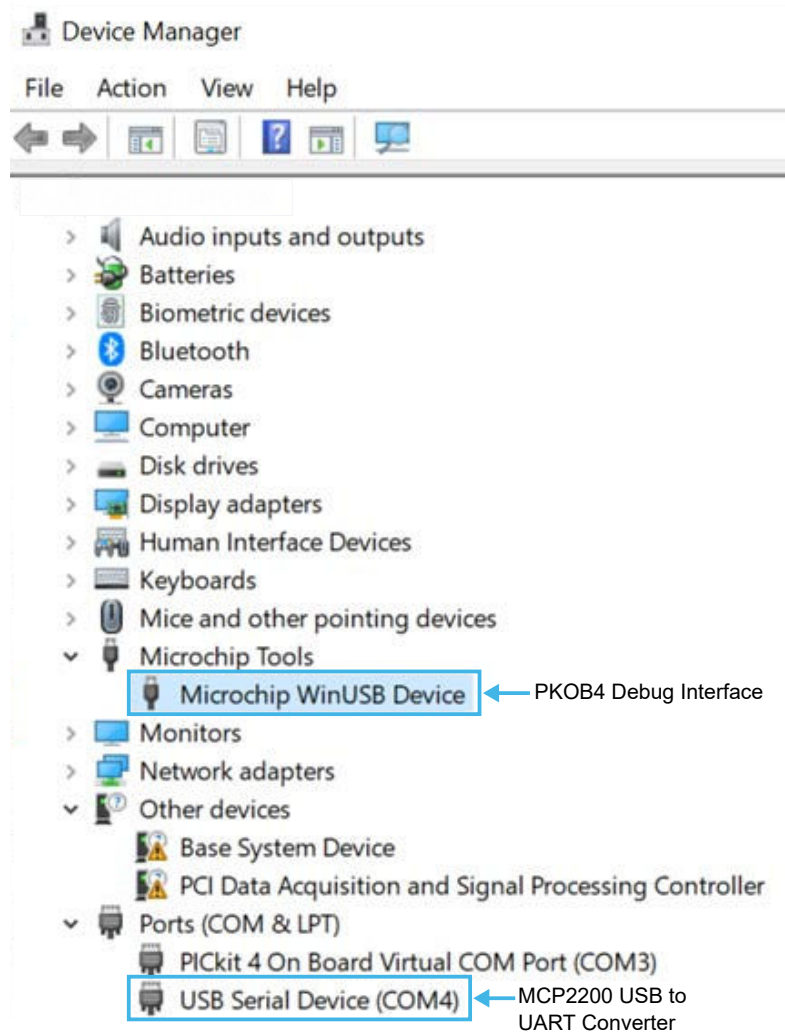 Device Manager
File Action View Help
Audio inputs and outputs
Batteries
Biometric devices
Bluetooth
Cameras
Computer
Disk drives
Display adapters
Human Interface Devices
Keyboards
Mice and other pointing devices
Microchip Tools
Microchip WinUSB Device PKOB4 Debug Interface
Monitors
Network adapters
Other devices
Base System Device
PCI Data Acquisition and Signal Processing Controller
Ports (COM & LPT)
PICkit 4 On Board Virtual COM Port (COM3)
USB Serial Device (COM4) MCP2200 USB to
UART Converter